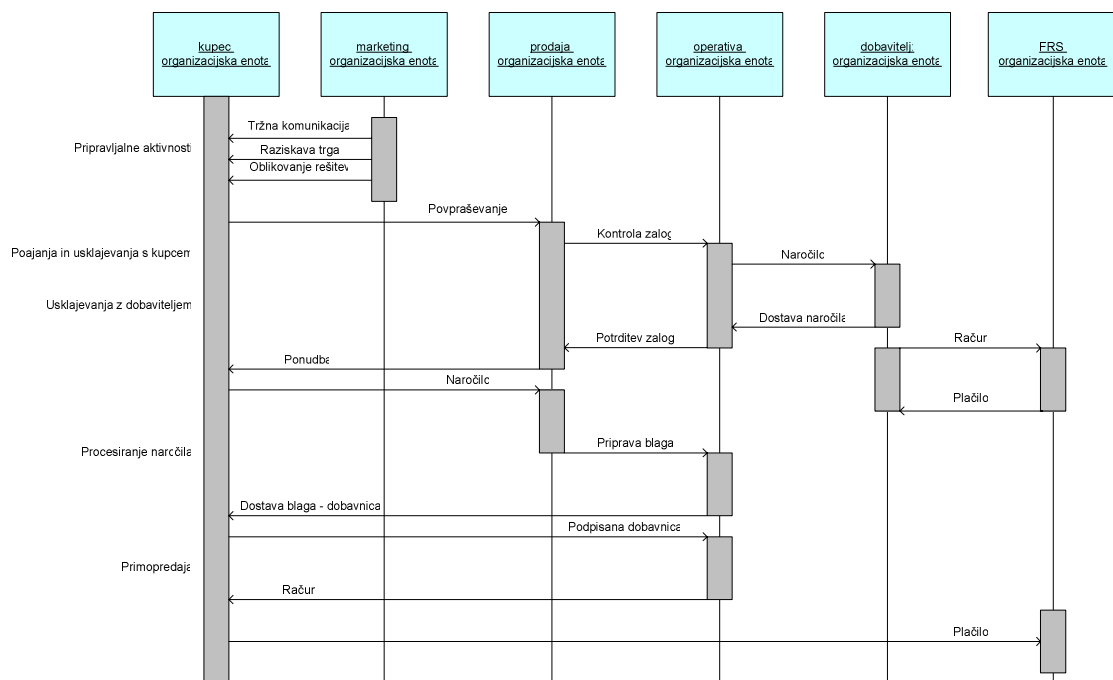 kupec
organizacijska enota
marketing
organizacijska enota
prodaja
organizacijska enota
operativa
organizacijska enota
dobavitelj:
organizacijska enota
FRS
organizacijska enota
Tržna komunikacija
Pripravljalne aktivnosti
Raziskava trga
Oblikovanje rešitev
Povpraševanje
Kontrola zalog
Poajanja in usklajevanja s kupcem
Naročilo
Usklajevanja z dobaviteljem
Dostava naročila
Potrditev zalog
Račun
Ponudba
Naročilo
Plačilo
Priprava blaga
Procesiranje naročila
Dostava blaga - dobavnica
Podpisana dobavnica
Primopredaja
Račun
Plačilo